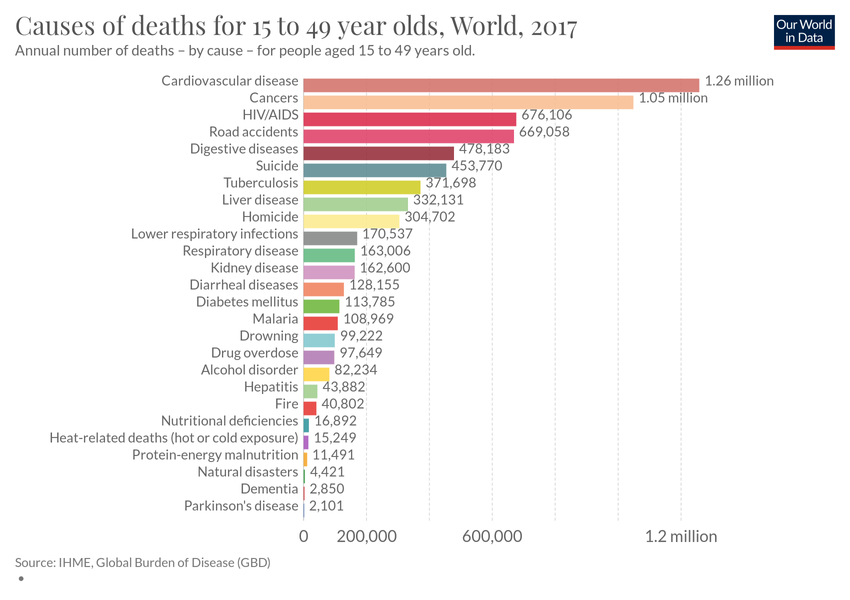 Causes of deaths for 15 to 49 year olds, World, 2017
Annual number of deaths – by cause – for people aged 15 to 49 years old.
Our World
in Data
Cardiovascular disease 1.26 million
Cancers 1.05 million
HIV/AIDS 676,106
Road accidents 669,058
Digestive diseases 478,183
Suicide 453,770
Tuberculosis 371,698
Liver disease 332,131
Homicide 304,702
Lower respiratory infections 170,537
Respiratory disease 163,006
Kidney disease 162,600
Diarrheal diseases 128,155
Diabetes mellitus 113,785
Malaria 108,969
Drowning 99,222
Drug overdose 97,649
Alcohol disorder 82,234
Hepatitis 43,882
Fire 40,802
Nutritional deficiencies 16,892
Heat-related deaths (hot or cold exposure) 15,249
Protein-energy malnutrition 11,491
Natural disasters 4,421
Dementia 2,850
Parkinson's disease 2,101
0 200,000 600,000 1.2 million
Source: IHME, Global Burden of Disease (GBD)
•